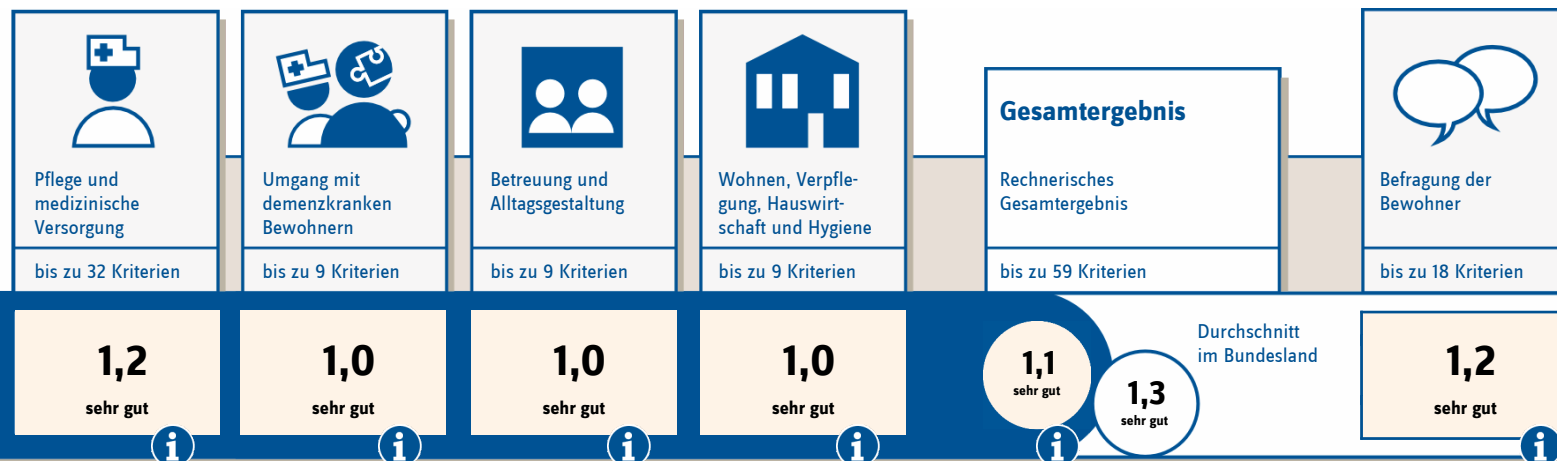 Pflege und
medizinische
Versorgung
bis zu 32 Kriterien
1,2
sehr gut
i
Umgang mit
demenzkranken
Bewohnern
bis zu 9 Kriterien
1,0
sehr gut
i
Betreuung und
Alltagsgestaltung
bis zu 9 Kriterien
1,0
sehr gut
i
Wohnen, Verpfle-
gung, Hauswirt-
schaft und Hygiene
bis zu 9 Kriterien
1,0
sehr gut
i
Gesamtergebnis
Rechnerisches
Gesamtergebnis
bis zu 59 Kriterien
1,1
sehr gut
i
Durchschnitt
im Bundesland
1,3
sehr gut
Befragung der
Bewohner
bis zu 18 Kriterien
1,2
sehr gut
i